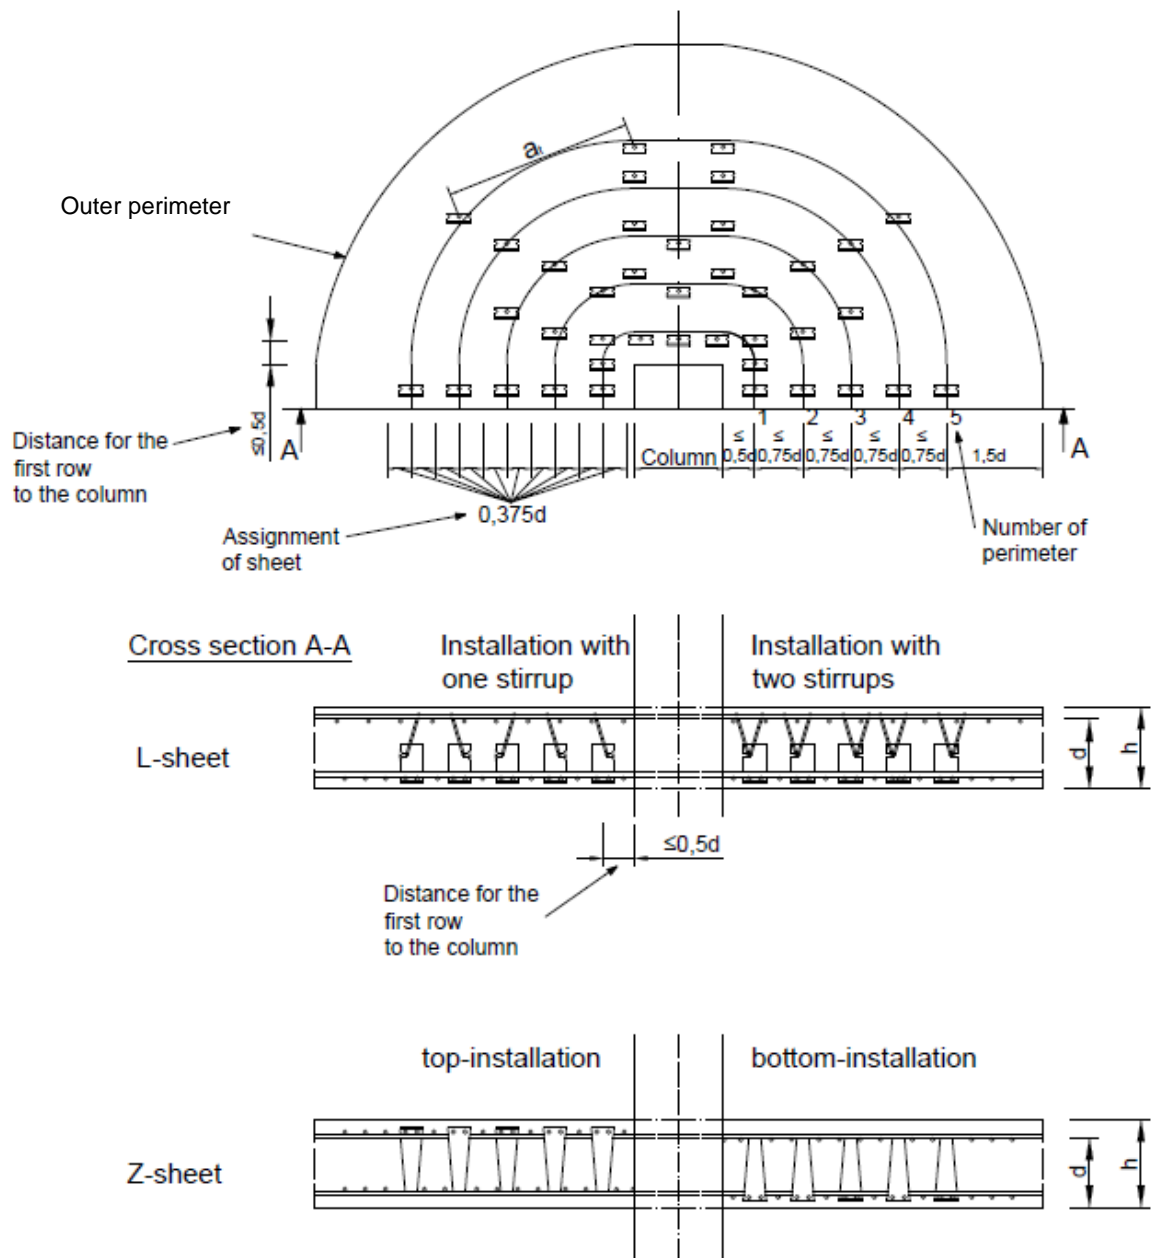 aₜ
Outer perimeter
≤0,5d
Distance for the
first row
to the column
A
1 2 3 4 5
≤ ≤ ≤ ≤ ≤
Column 0,5d 0,75d 0,75d 0,75d 0,75d 1,5d
A
0,375d
Assignment
of sheet
Number of
perimeter
Cross section A-A
Installation with
one stirrup
Installation with
two stirrups
L-sheet
d
h
≤0,5d
Distance for the
first row
to the column
top-installation
bottom-installation
Z-sheet
d
h